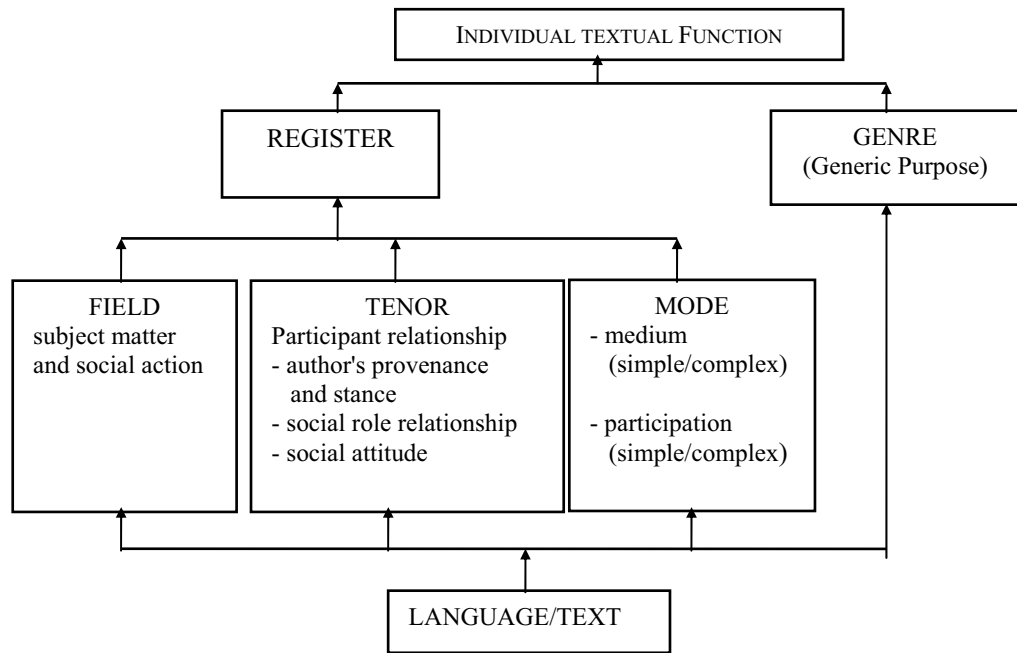 INDIVIDUAL TEXTUAL FUNCTION
REGISTER
GENRE
(Generic Purpose)
FIELD
subject matter
and social action
TENOR
Participant relationship
- author's provenance
and stance
- social role relationship
- social attitude
MODE
- medium
(simple/complex)
- participation
(simple/complex)
LANGUAGE/TEXT